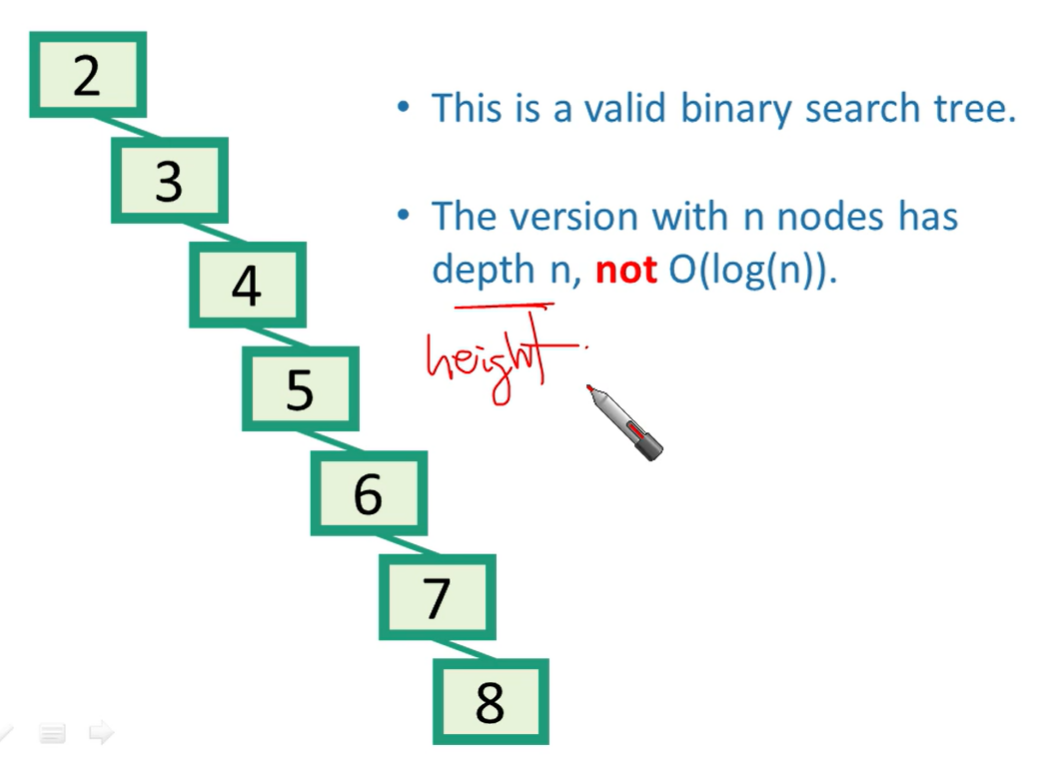 2
3
4
5
6
7
8
• This is a valid binary search tree.
• The version with n nodes has
depth n, not O(log(n)).
height